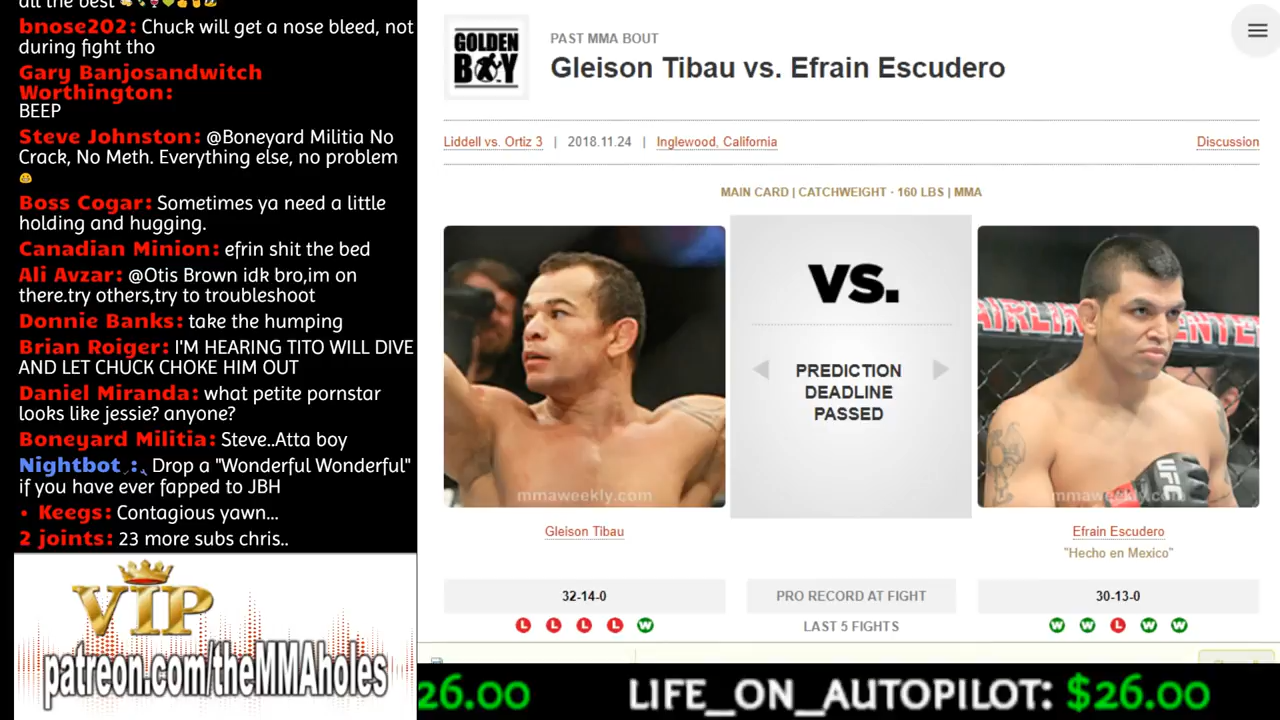 all the best
bnose202: Chuck will get a nose bleed, not
during fight tho
Gary Banjosandwitch
Worthington:
BEEP
Steve Johnston: @Boneyard Militia No
Crack, No Meth. Everything else, no problem
Boss Cogar: Sometimes ya need a little
holding and hugging.
Canadian Minion: efrin shit the bed
Ali Avzar: @Otis Brown idk bro,im on
there.try others,try to troubleshoot
Donnie Banks: take the humping
Brian Roiger: I'M HEARING TITO WILL DIVE
AND LET CHUCK CHOKE HIM OUT
Daniel Miranda: what petite pornstar
looks like jessie? anyone?
Boneyard Militia: Steve..Atta boy
Nightbot : Drop a "Wonderful Wonderful"
if you have ever fapped to JBH
• Keegs: Contagious yawn...
2 joints: 23 more subs chris..
VIP
patreon.com/theMMAholes
GOLDEN
BOY
PAST MMA BOUT
Gleison Tibau vs. Efrain Escudero
Liddell vs. Ortiz 3 | 2018.11.24 | Inglewood, California
Discussion
MAIN CARD | CATCHWEIGHT · 160 LBS | MMA
mmaweekly.com
VS.
PREDICTION
DEADLINE
PASSED
AIRLIN ENTER
UFC
mmaweekly.com
Gleison Tibau
Efrain Escudero
"Hecho en Mexico"
32-14-0 PRO RECORD AT FIGHT 30-13-0
L L L L W LAST 5 FIGHTS W W L W W
26.00 LIFE_ON_AUTOPILOT: $26.00